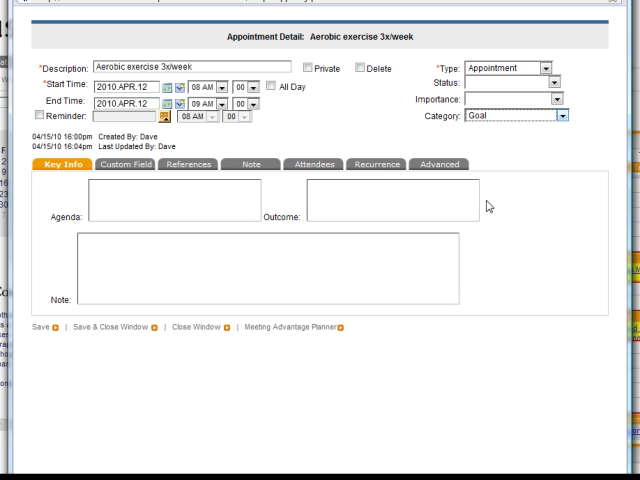 Appointment Detail:  Aerobic exercise 3x/week
*Description: Aerobic exercise 3x/week Private Delete *Type: Appointment
*Start Time: 2010.APR.12 08 AM 00 All Day Status:
End Time: 2010.APR.12 09 AM 00 Importance:
Reminder: 08 AM 00 Category: Goal
04/15/10 16:00pm Created By: Dave
04/15/10 16:04pm Last Updated By: Dave
Key Info Custom Field References Note Attendees Recurrence Advanced
Agenda: Outcome:
Note:
Save | Save & Close Window | Close Window | Meeting Advantage Planner